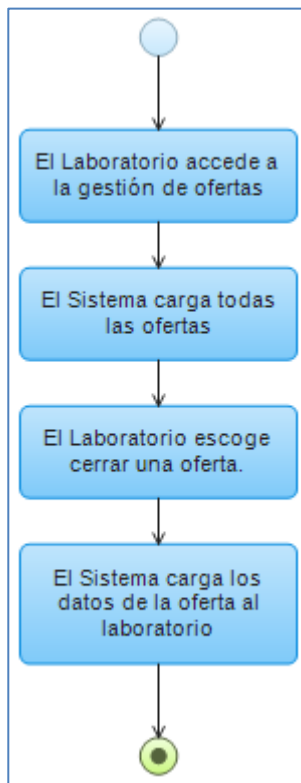 El Laboratorio accede a
la gestión de ofertas
El Sistema carga todas
las ofertas
El Laboratorio escoge
cerrar una oferta.
El Sistema carga los
datos de la oferta al
laboratorio